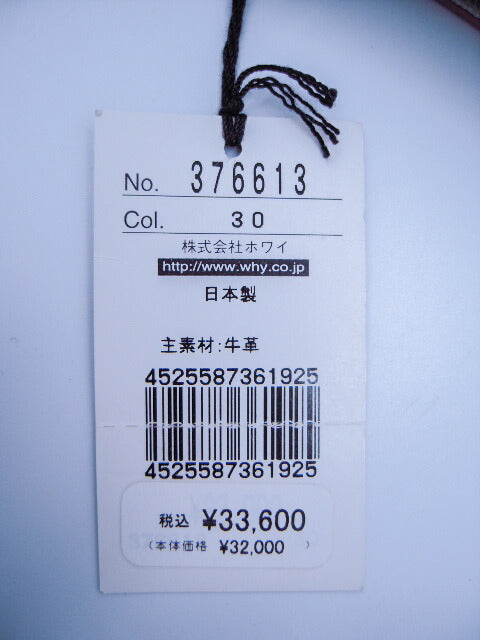 No. 376613
Col. 30
株式会社ホワイ
http://www.why.co.jp
日本製
主素材:牛革
4525587361925
4525587361925
税込 ¥33,600
(本体価格 ¥32,000 )